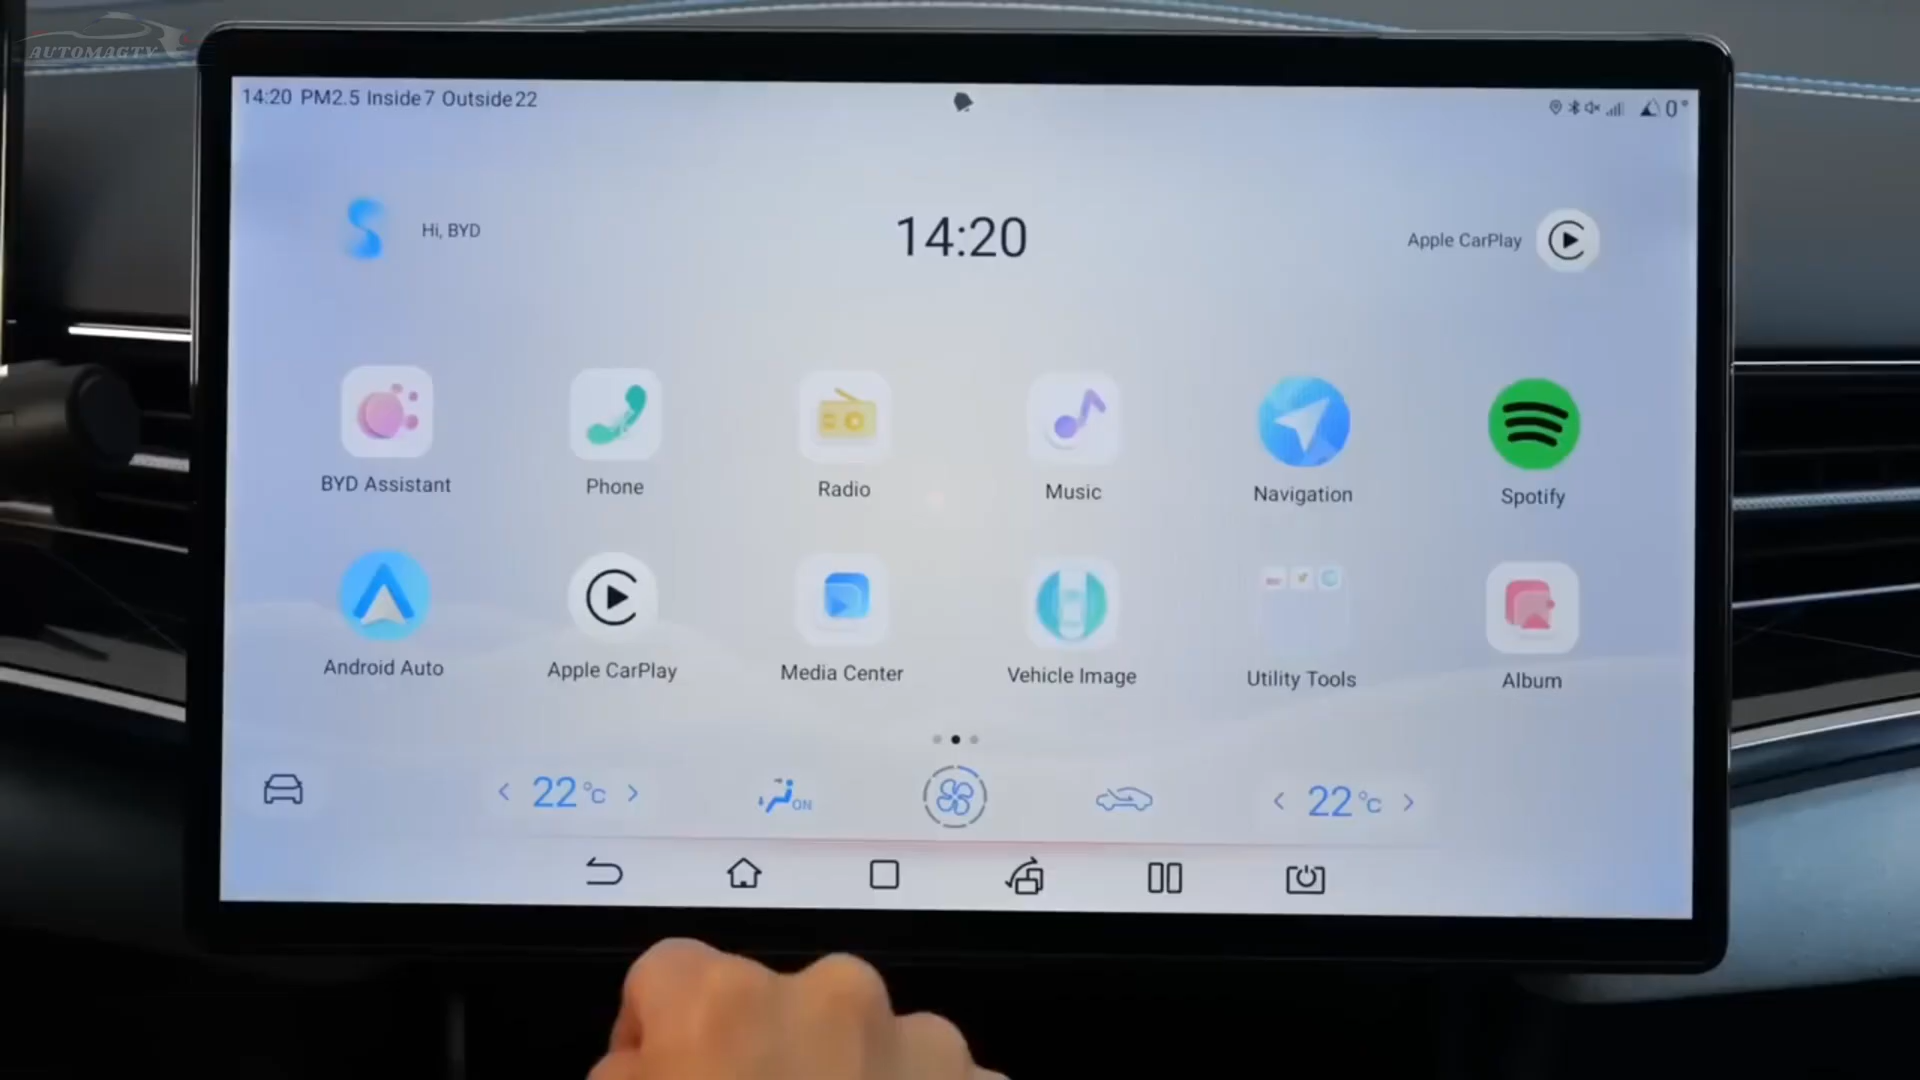 AUTOMAGTV
14:20 PM2.5 Inside 7 Outside 22
0°
Hi, BYD
14:20
Apple CarPlay
BYD Assistant
Phone
Radio
Music
Navigation
Spotify
Android Auto
Apple CarPlay
Media Center
Vehicle Image
Utility Tools
Album
22°C
ON
22°C